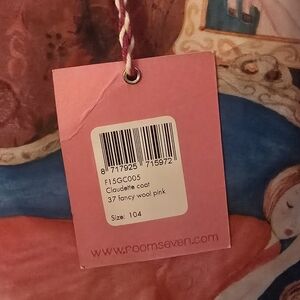 8 717925 715972
F15GC005
Claudette coat
37 fancy wool pink
Size: 104
www.roomseven.com